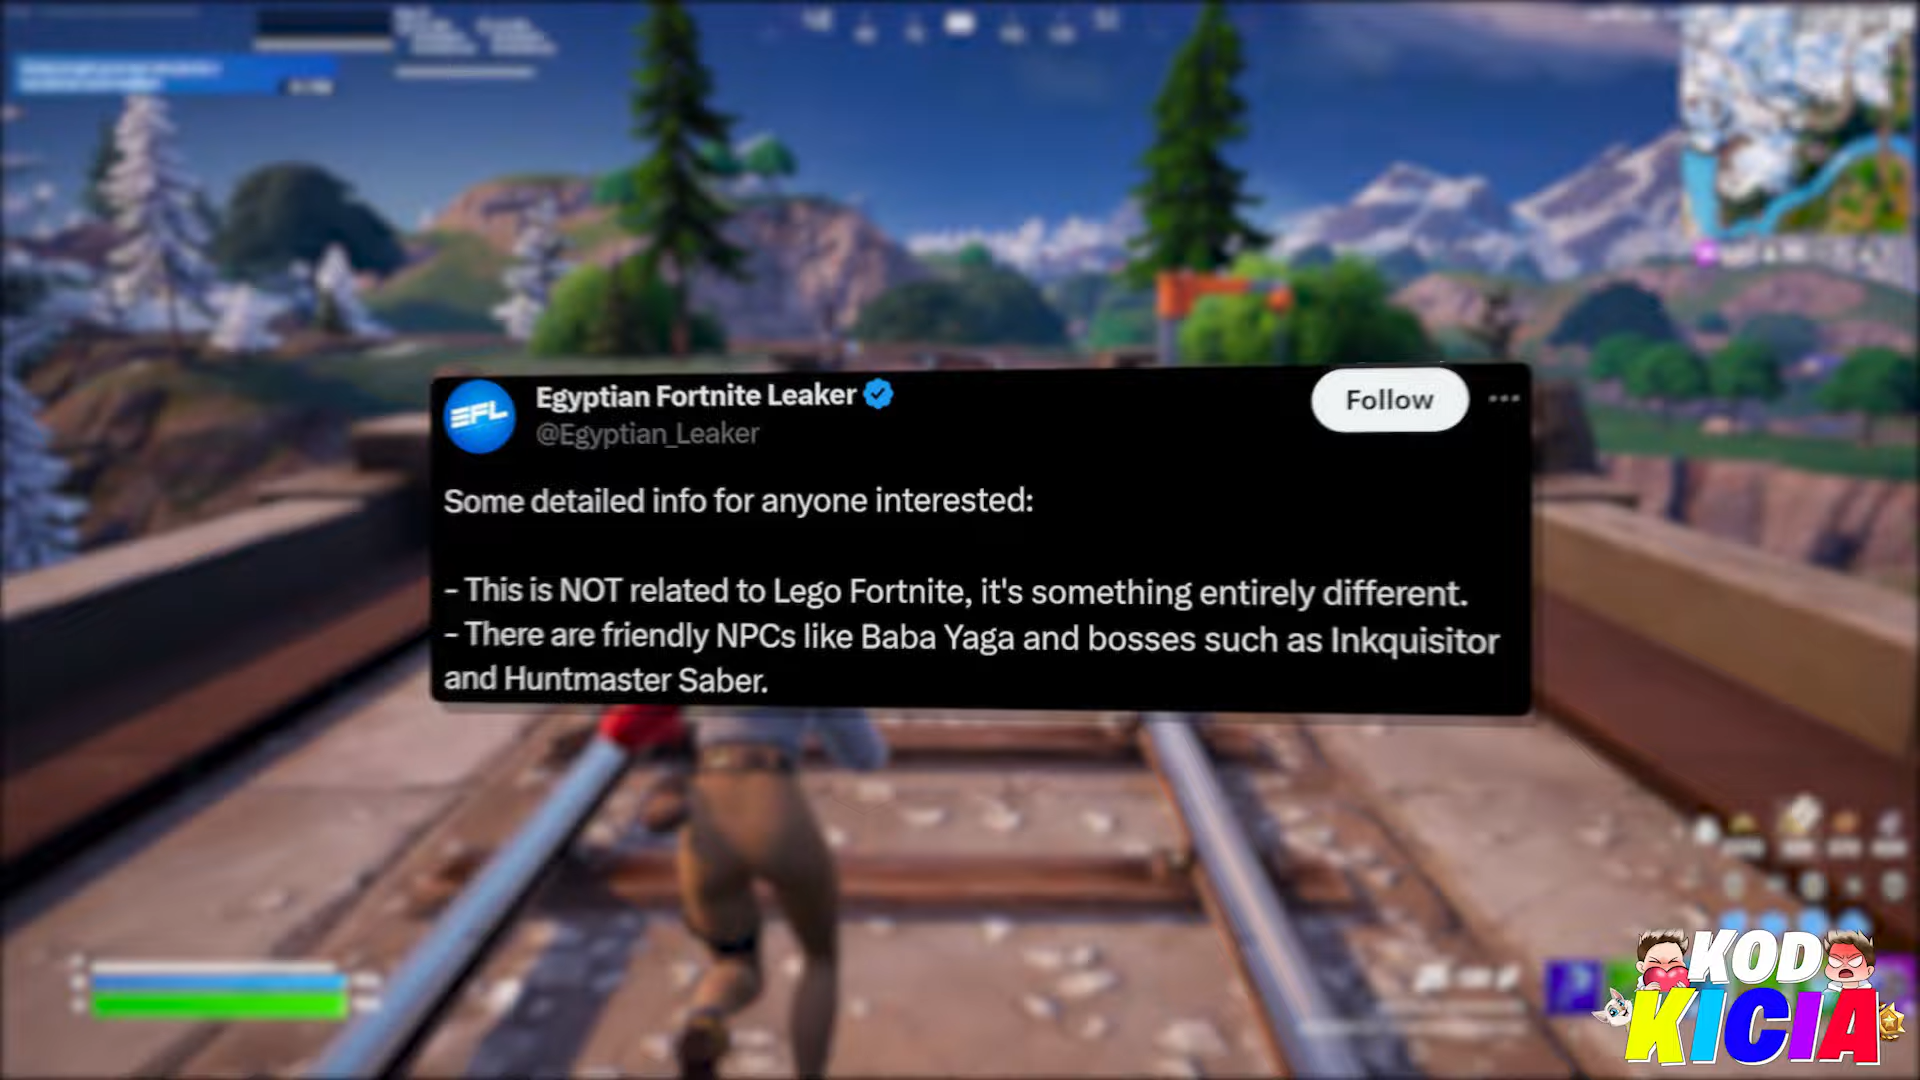 EFL
Egyptian Fortnite Leaker
Follow
@Egyptian_Leaker
Some detailed info for anyone interested:
- This is NOT related to Lego Fortnite, it's something entirely different.
- There are friendly NPCs like Baba Yaga and bosses such as Inkquisitor
and Huntmaster Saber.
KOD
KICIA